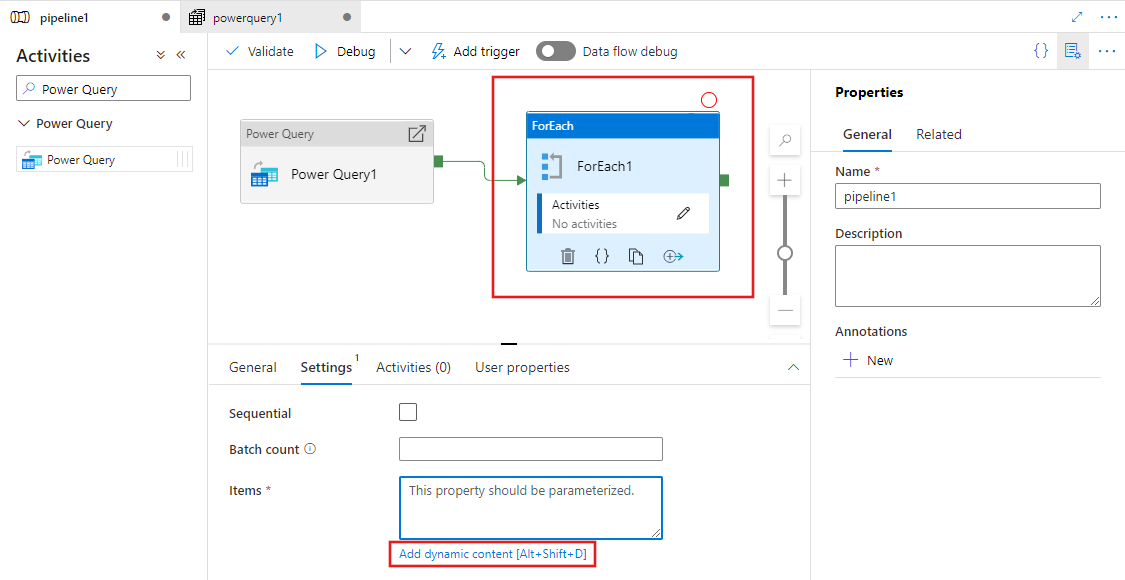 pipeline1
powerquery1
Activities
Power Query
Power Query
Power Query
Validate
Debug
Add trigger
Data flow debug
Power Query
Power Query1
ForEach
ForEach1
Activities
No activities
General
Settings 1
Activities (0)
User properties
Sequential
Batch count
Items *
This property should be parameterized.
Add dynamic content [Alt+Shift+D]
Properties
General
Related
Name *
pipeline1
Description
Annotations
New